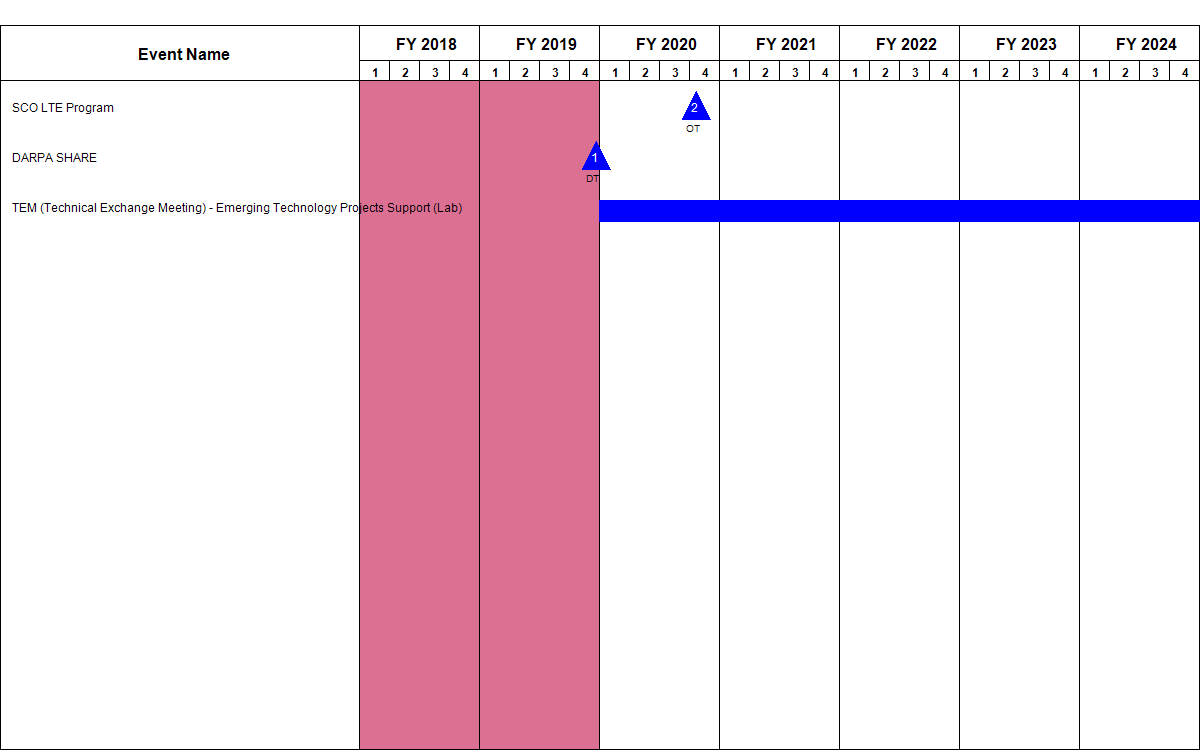 Event Name FY 2018 FY 2019 FY 2020 FY 2021 FY 2022 FY 2023 FY 2024
1 2 3 4 1 2 3 4 1 2 3 4 1 2 3 4 1 2 3 4 1 2 3 4 1 2 3 4
SCO LTE Program 2
OT
DARPA SHARE 1
DT
TEM (Technical Exchange Meeting) - Emerging Technology Projects Support (Lab)